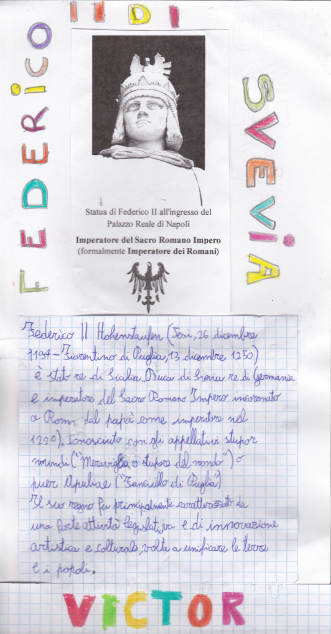 FEDERICO
II DI
SVEVIA
Statua di Federico II all'ingresso del
Palazzo Reale di Napoli
Imperatore del Sacro Romano Impero
(formalmente Imperatore dei Romani)
Federico II Hohenstaufen (Jesi, 26 dicembre
1194 - Fiorentino di Puglia, 13 dicembre 1250)
è stato re di Sicilia, Duca di Svevia re di Germania
e imperatore del Sacro Romano Impero incoronato
a Roma dal papa come imperatore nel
1220). Conosciuto con gli appellativi stupor
mundi ("Meraviglia o stupore del mondo") o
puer Apuliae ("Fanciullo di Puglia)
Il suo regno fu principalmente caratterizzato da
una forte attività legislativa e di innovazione
artistica e culturale, volta a unificare le terre
e i popoli.
VICTOR